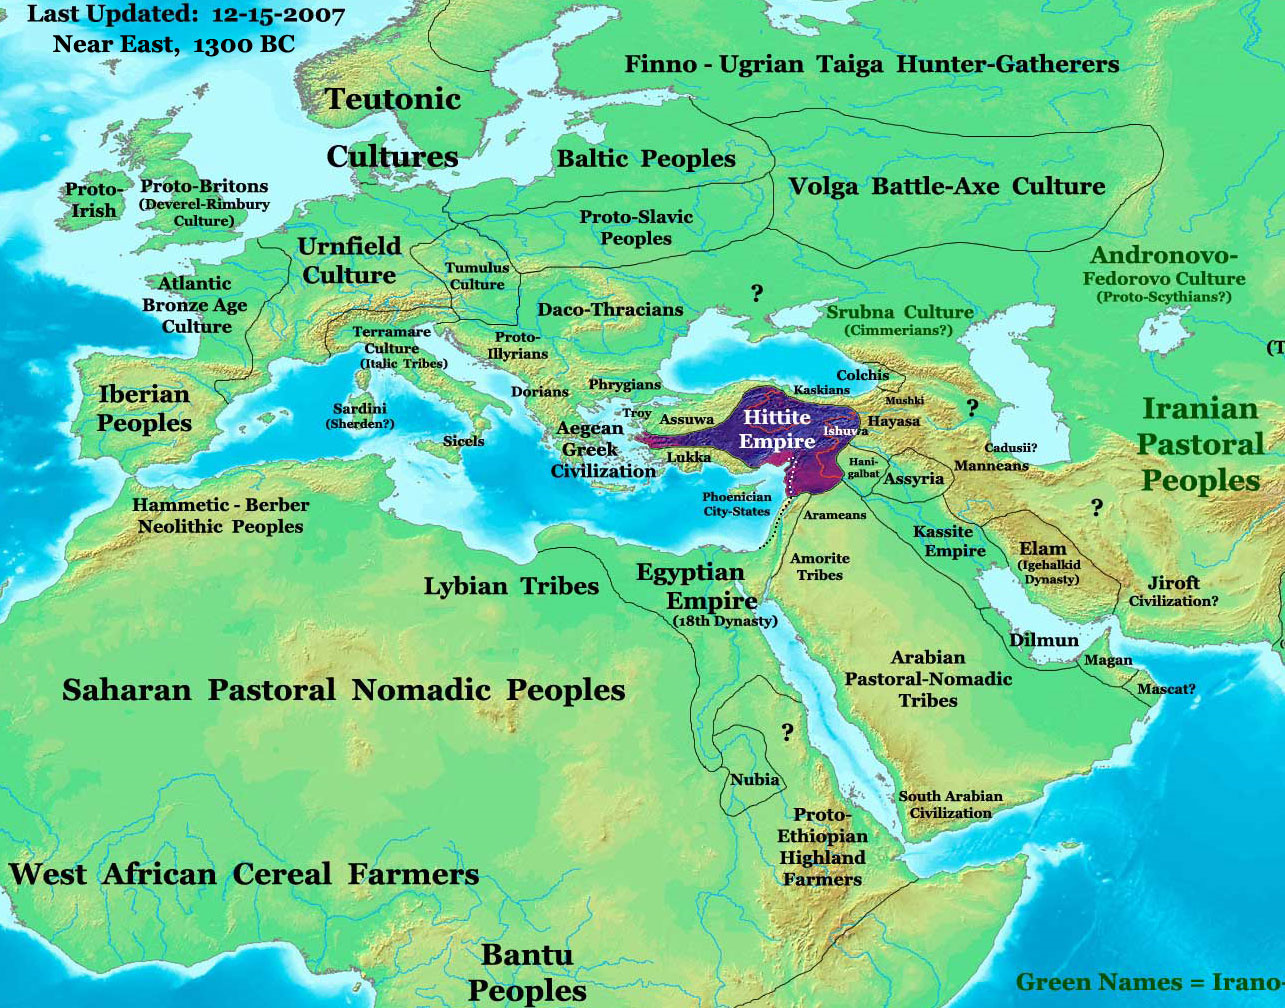 Last Updated: 12-15-2007
Near East, 1300 BC
Finno - Ugrian Taiga Hunter-Gatherers
Teutonic
Cultures
Baltic Peoples
Volga Battle-Axe Culture
Proto-
Irish
Proto-Britons
(Deverel-Rimbury
Culture)
Proto-Slavic
Peoples
Urnfield
Culture
Tumulus
Culture
Andronovo-
Fedorovo Culture
(Proto-Scythians?)
Atlantic
Bronze Age
Culture
?
Daco-Thracians
Srubna Culture
(Cimmerians?)
Terramare
Culture
(Italic Tribes)
Proto-
Illyrians
(T
Iberian
Peoples
Dorians
Phrygians
Colchis
Kaskians
Mushki
?
Sardini
(Sherden?)
Sicels
Troy
Assuwa
Hittite
Empire
Ishuva
Hayasa
Iranian
Pastoral
Peoples
Aegean
Greek
Civilization
Lukka
Cadusii?
Manneans
Hani-
galbat
Assyria
Hammetic - Berber
Neolithic Peoples
Phoenician
City-States
Arameans
?
Kassite
Empire
Elam
(Igehalkid
Dynasty)
Amorite
Tribes
Lybian Tribes
Egyptian
Empire
(18th Dynasty)
Jiroft
Civilization?
Dilmun
Magan
Mascat?
Arabian
Pastoral-Nomadic
Tribes
Saharan Pastoral Nomadic Peoples
?
Nubia
South Arabian
Civilization
Proto-
Ethiopian
Highland
Farmers
West African Cereal Farmers
Bantu
Peoples
Green Names = Irano